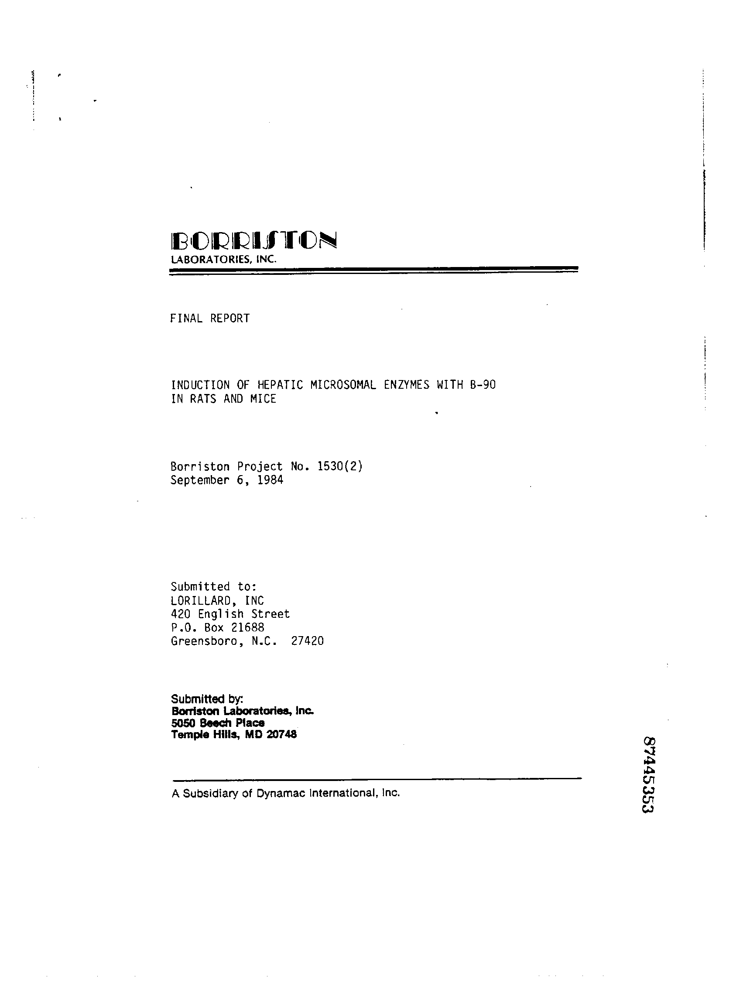 BORRISTON
LABORATORIES, INC.
FINAL REPORT
INDUCTION OF HEPATIC MICROSOMAL ENZYMES WITH B-90
IN RATS AND MICE
Borriston Project No. 1530(2)
September 6, 1984
Submitted to:
LORILLARD, INC
420 English Street
P.O. Box 21688
Greensboro, N.C. 27420
Submitted by:
Borriston Laboratories, Inc.
5050 Beech Place
Temple Hills, MD 20748
A Subsidiary of Dynamac International, Inc.
87445353